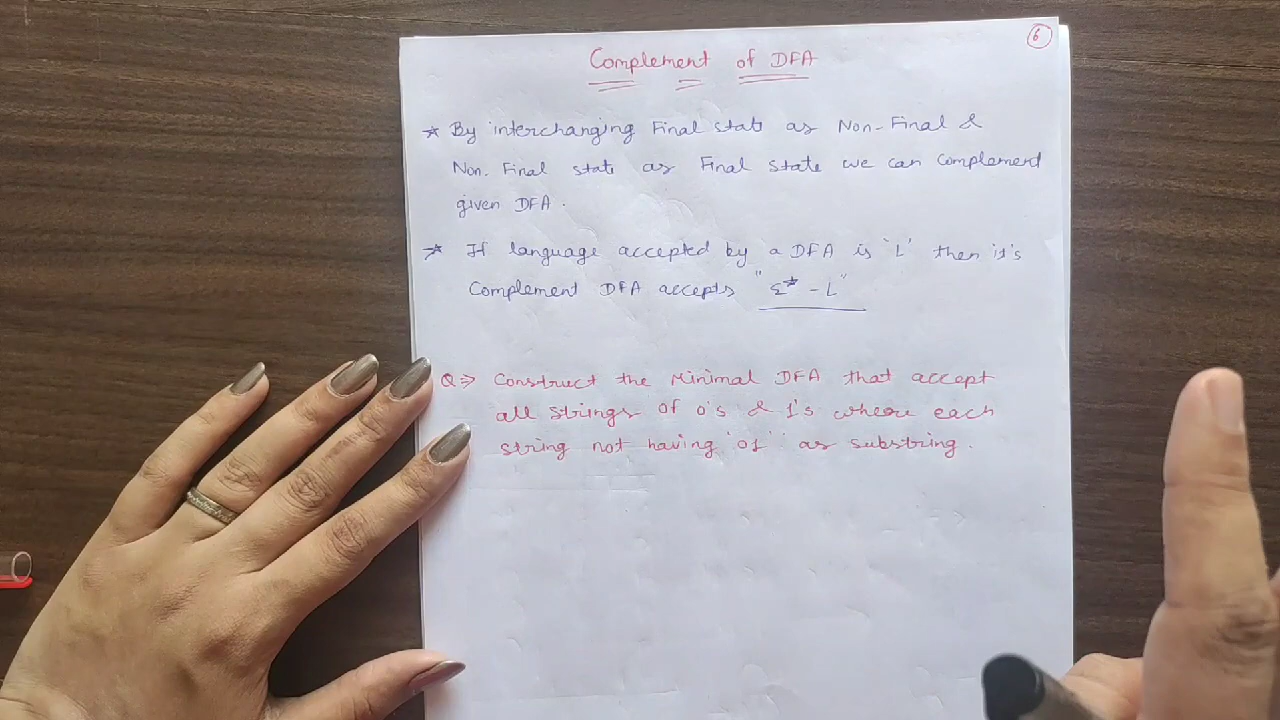 6
Complement of DFA
* By interchanging Final state as Non-Final &
Non-Final state as Final state we can complement
given DFA.
* If language accepted by a DFA is 'L' then it's
Complement DFA accepts "Σ* - L"
Q ⇒ Construct the Minimal DFA that accept
all strings of 0's & 1's where each
string not having '01' as substring.